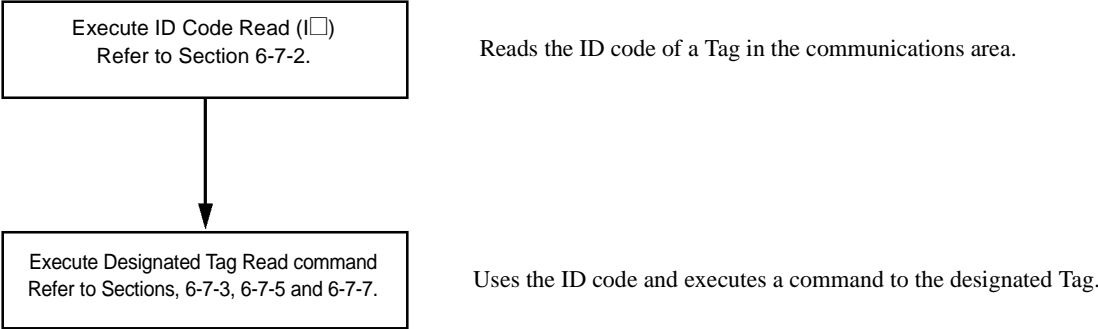 Execute ID Code Read (I□)
Refer to Section 6-7-2.
Reads the ID code of a Tag in the communications area.
Execute Designated Tag Read command
Refer to Sections, 6-7-3, 6-7-5 and 6-7-7.
Uses the ID code and executes a command to the designated Tag.